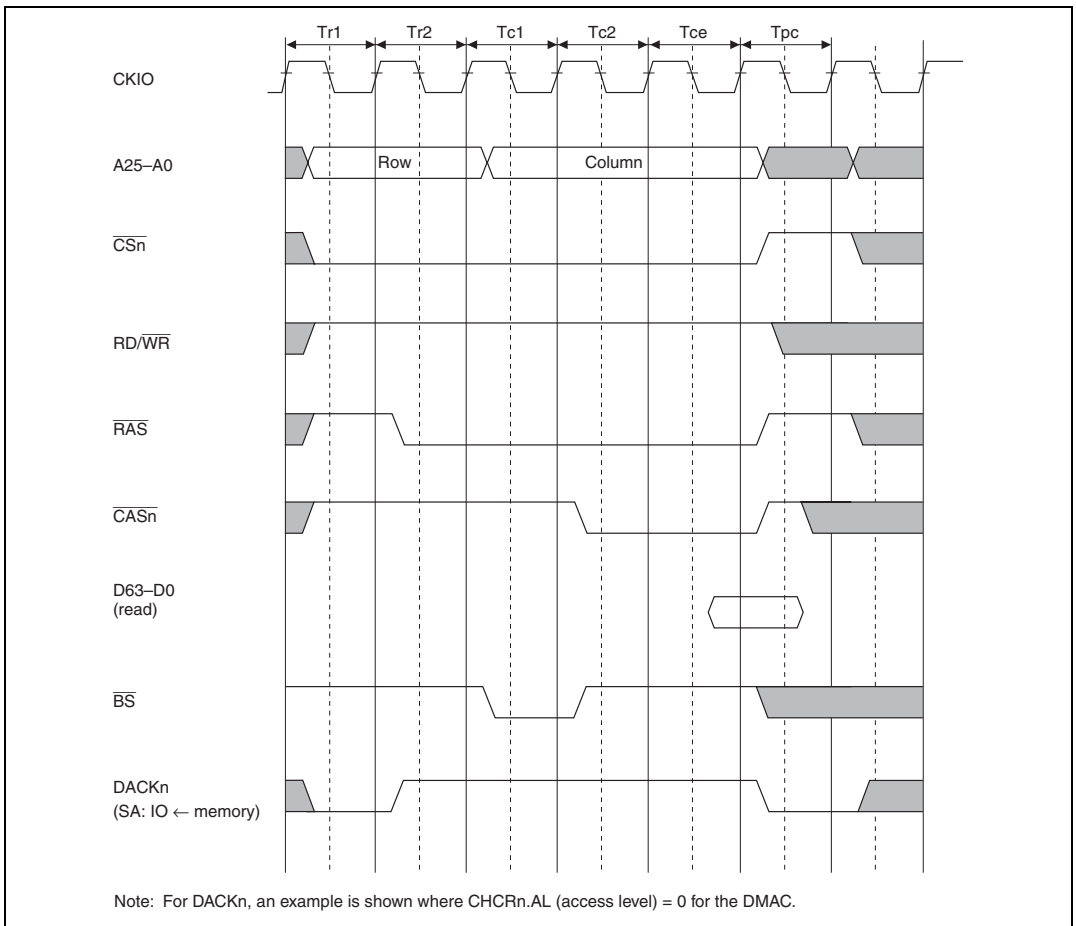 Tr1 Tr2 Tc1 Tc2 Tce Tpc
CKIO
A25–A0 Row Column
CSn
RD/WR
RAS
CASn
D63–D0
(read)
BS
DACKn
(SA: IO ← memory)
Note: For DACKn, an example is shown where CHCRn.AL (access level) = 0 for the DMAC.